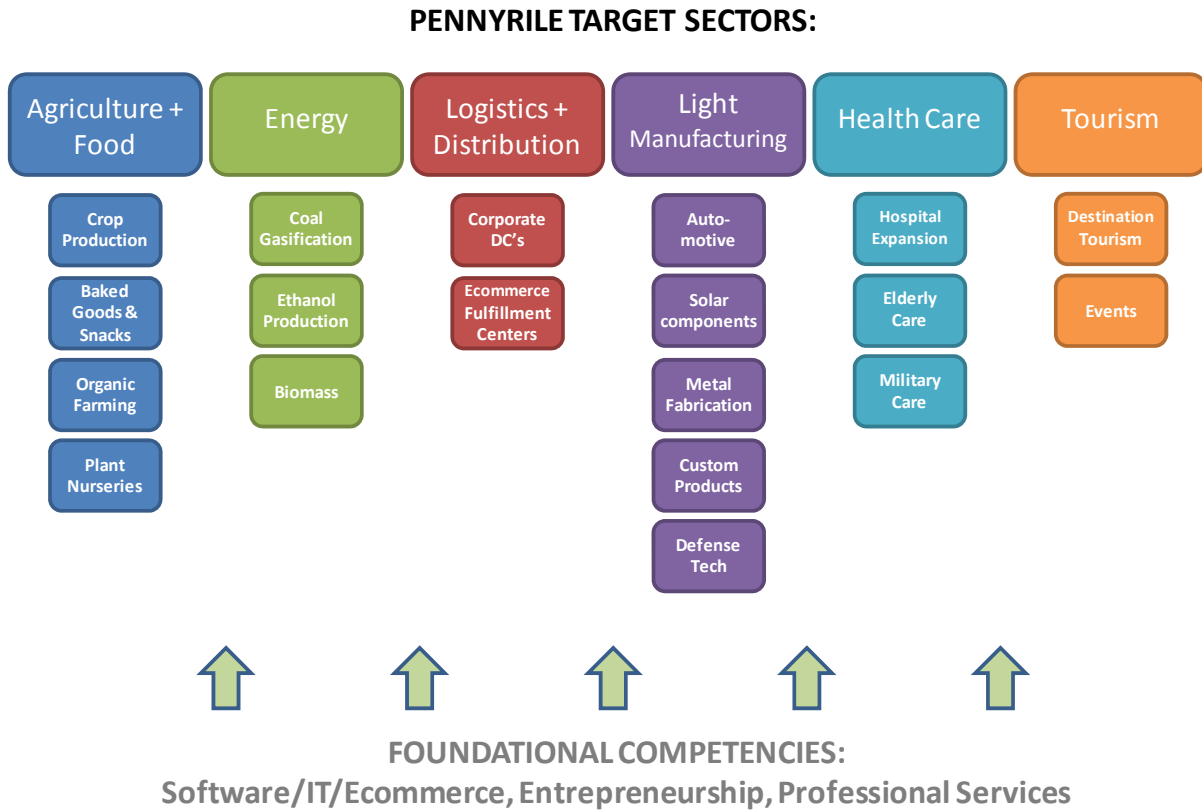 PENNYRILE TARGET SECTORS:
Agriculture +
Food
Energy
Logistics +
Distribution
Light
Manufacturing
Health Care
Tourism
Crop
Production
Baked
Goods &
Snacks
Organic
Farming
Plant
Nurseries
Coal
Gasification
Ethanol
Production
Biomass
Corporate
DC's
Ecommerce
Fulfillment
Centers
Auto-
motive
Solar
components
Metal
Fabrication
Custom
Products
Defense
Tech
Hospital
Expansion
Elderly
Care
Military
Care
Destination
Tourism
Events
FOUNDATIONAL COMPETENCIES:
Software/IT/Ecommerce, Entrepreneurship, Professional Services